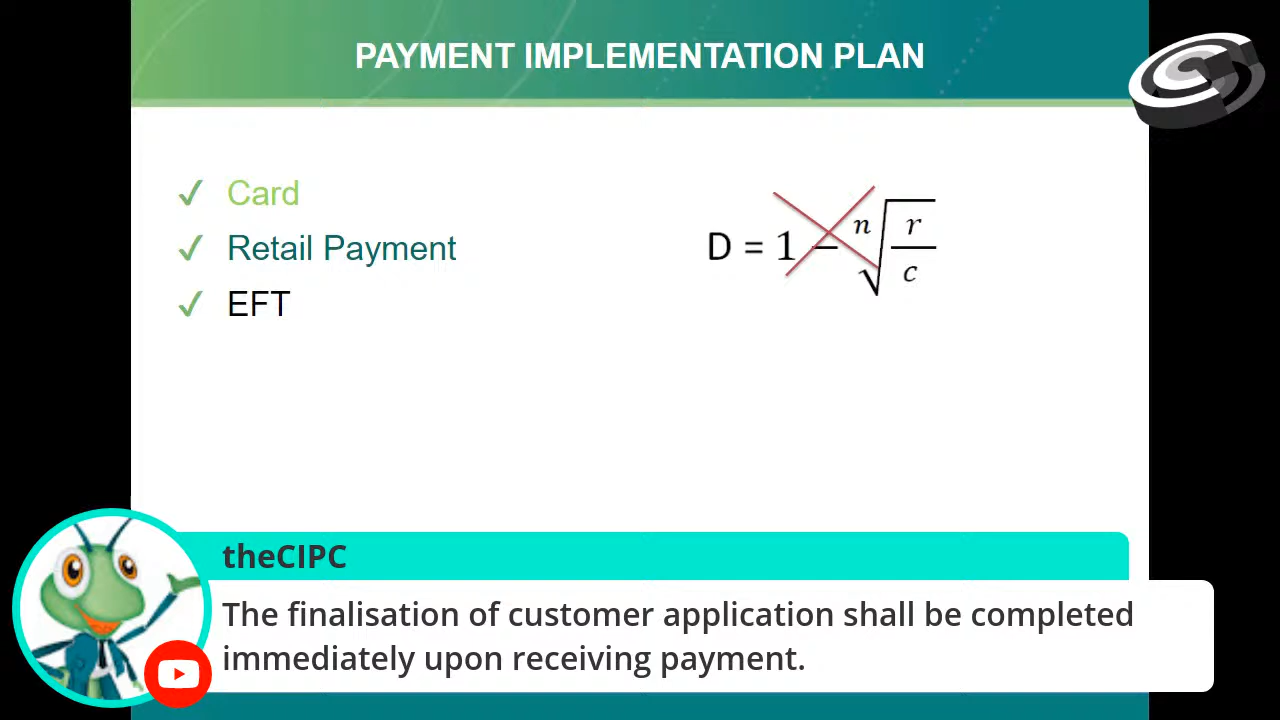 PAYMENT IMPLEMENTATION PLAN
✓ Card
✓ Retail Payment
✓ EFT
D = 1 − ⁿ√(r/c)
theCIPC
The finalisation of customer application shall be completed
immediately upon receiving payment.